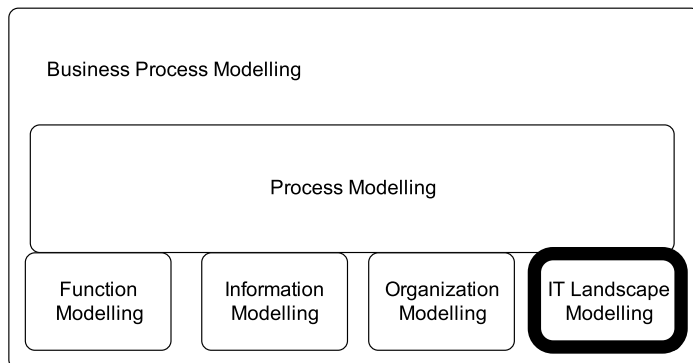 Business Process Modelling
Process Modelling
Function
Modelling
Information
Modelling
Organization
Modelling
IT Landscape
Modelling